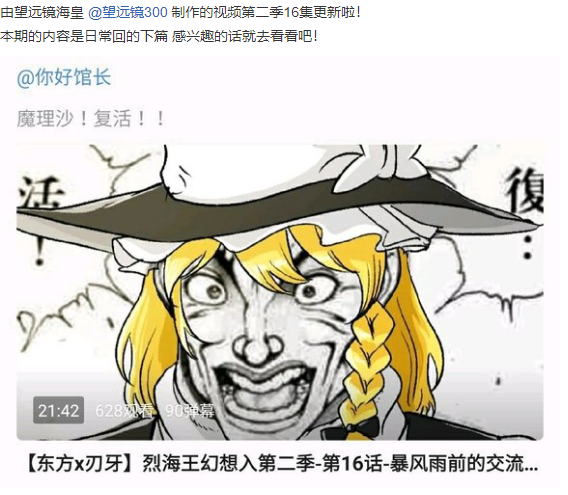 由望远镜海皇 @望远镜300 制作的视频第二季16集更新啦！
本期的内容是日常回的下篇 感兴趣的话就去看看吧！
@你好馆长
魔理沙！复活！！
活！
復：
21:42 628观看 90弹幕
【东方x刃牙】烈海王幻想入第二季-第16话-暴风雨前的交流...